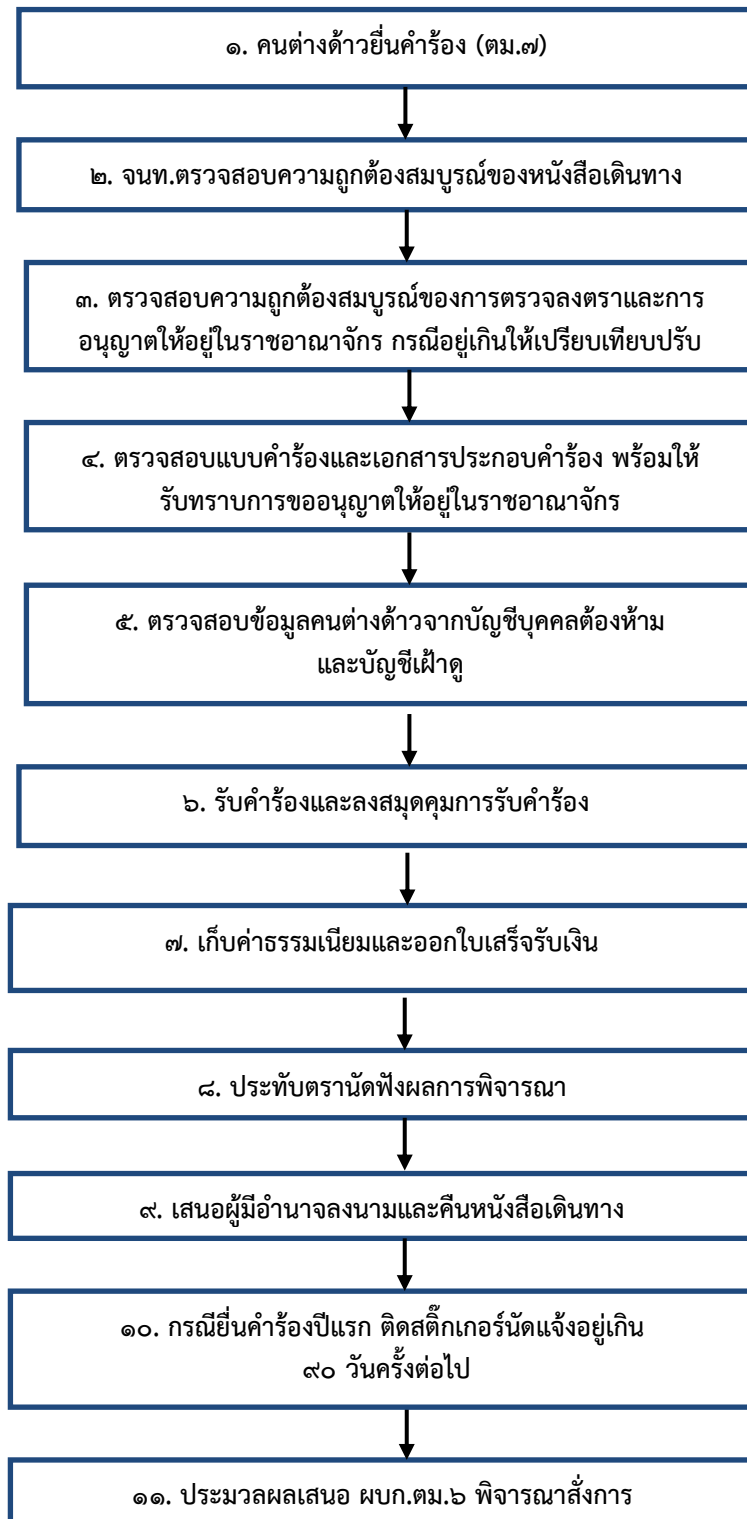 ๑. คนต่างด้าวยื่นคำร้อง (ตม.๗)
๒. จนท.ตรวจสอบความถูกต้องสมบูรณ์ของหนังสือเดินทาง
๓. ตรวจสอบความถูกต้องสมบูรณ์ของการตรวจลงตราและการ
อนุญาตให้อยู่ในราชอาณาจักร กรณีอยู่เกินให้เปรียบเทียบปรับ
๔. ตรวจสอบแบบคำร้องและเอกสารประกอบคำร้อง พร้อมให้
รับทราบการขออนุญาตให้อยู่ในราชอาณาจักร
๕. ตรวจสอบข้อมูลคนต่างด้าวจากบัญชีบุคคลต้องห้าม
และบัญชีเฝ้าดู
๖. รับคำร้องและลงสมุดคุมการรับคำร้อง
๗. เก็บค่าธรรมเนียมและออกใบเสร็จรับเงิน
๘. ประทับตรานัดฟังผลการพิจารณา
๙. เสนอผู้มีอำนาจลงนามและคืนหนังสือเดินทาง
๑๐. กรณียื่นคำร้องปีแรก ติดสติ๊กเกอร์นัดแจ้งอยู่เกิน
๙๐ วันครั้งต่อไป
๑๑. ประมวลผลเสนอ ผบก.ตม.๖ พิจารณาสั่งการ